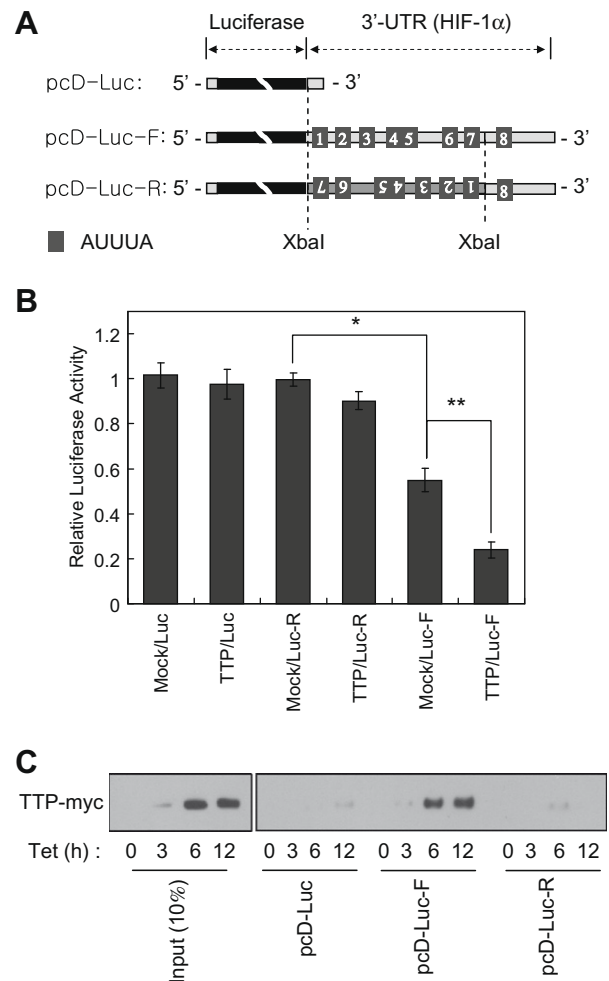 A
Luciferase 3'-UTR (HIF-1α)
pcD-Luc: 5' - - 3'
pcD-Luc-F: 5' - 1 2 3 4 5 6 7 8 - 3'
pcD-Luc-R: 5' - 7 6 5 4 3 2 1 8 - 3'
AUUUA XbaI XbaI
B
Relative Luciferase Activity
1.2
1
0.8
0.6
0.4
0.2
0
*
**
Mock/Luc
TTP/Luc
Mock/Luc-R
TTP/Luc-R
Mock/Luc-F
TTP/Luc-F
C
TTP-myc
Tet (h) : 0 3 6 12 0 3 6 12 0 3 6 12 0 3 6 12
Input (10%)
pcD-Luc
pcD-Luc-F
pcD-Luc-R